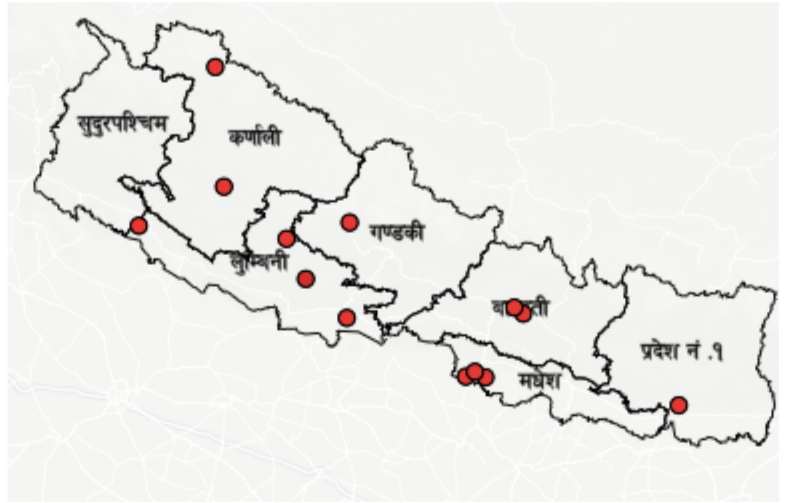 सुदुरपश्चिम
कर्णाली
गण्डकी
लुम्बिनी
मधेश
प्रदेश नं .१